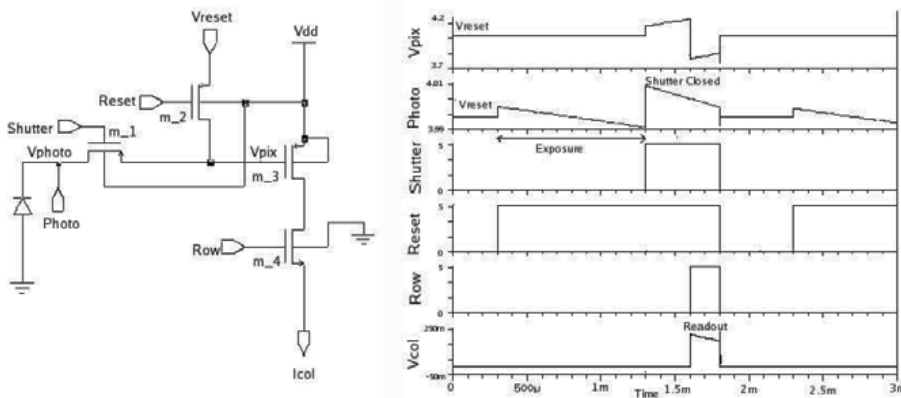 Vreset
Vdd
Reset
m_2
Shutter
m_1
Vphoto
Vpix
m_3
Photo
Row
m_4
Icol
Vpix
4.2
Vreset
3.7
Photo
4.01
Vreset
Shutter Closed
3.99
Exposure
Shutter
5
0
Reset
5
0
Row
5
0
Vcol
250m
Readout
-50m
0 500μ 1m 1.5m 2m 2.5m 3m
Time